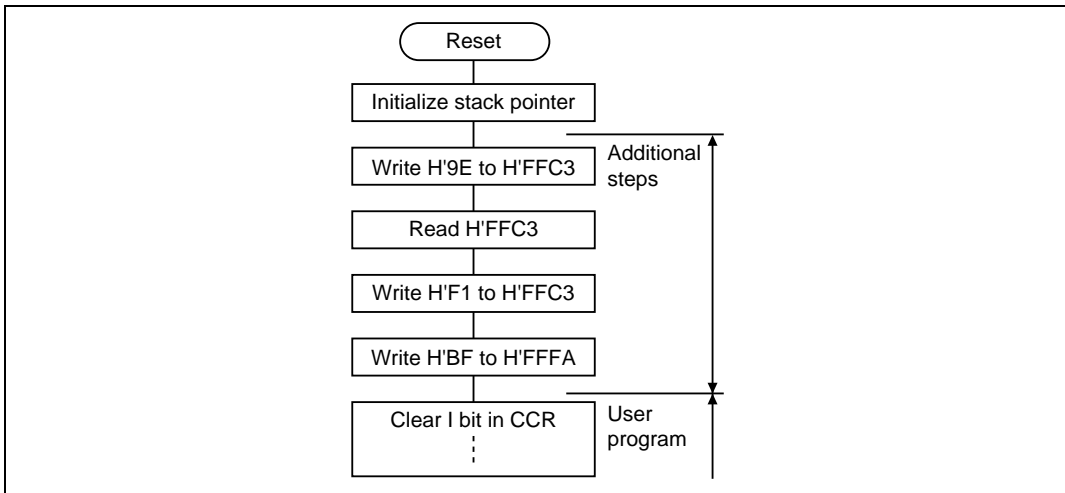 Reset
Initialize stack pointer
Write H'9E to H'FFC3
Additional
steps
Read H'FFC3
Write H'F1 to H'FFC3
Write H'BF to H'FFFA
Clear I bit in CCR
User
program